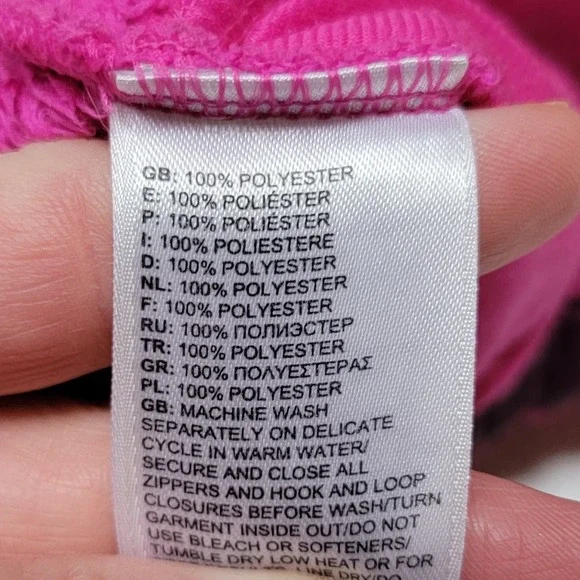 GB: 100% POLYESTER
E: 100% POLIÉSTER
P: 100% POLIÉSTER
I: 100% POLIESTERE
D: 100% POLYESTER
NL: 100% POLYESTER
F: 100% POLYESTER
RU: 100% ПОЛИЭСТЕР
TR: 100% POLYESTER
GR: 100% ΠΟΛΥΕΣΤΕΡΑΣ
PL: 100% POLYESTER
GB: MACHINE WASH
SEPARATELY ON DELICATE
CYCLE IN WARM WATER/
SECURE AND CLOSE ALL
ZIPPERS AND HOOK AND LOOP
CLOSURES BEFORE WASH/TURN
GARMENT INSIDE OUT/DO NOT
USE BLEACH OR SOFTENERS/
TUMBLE DRY LOW HEAT OR FOR
LINE DRY/DO